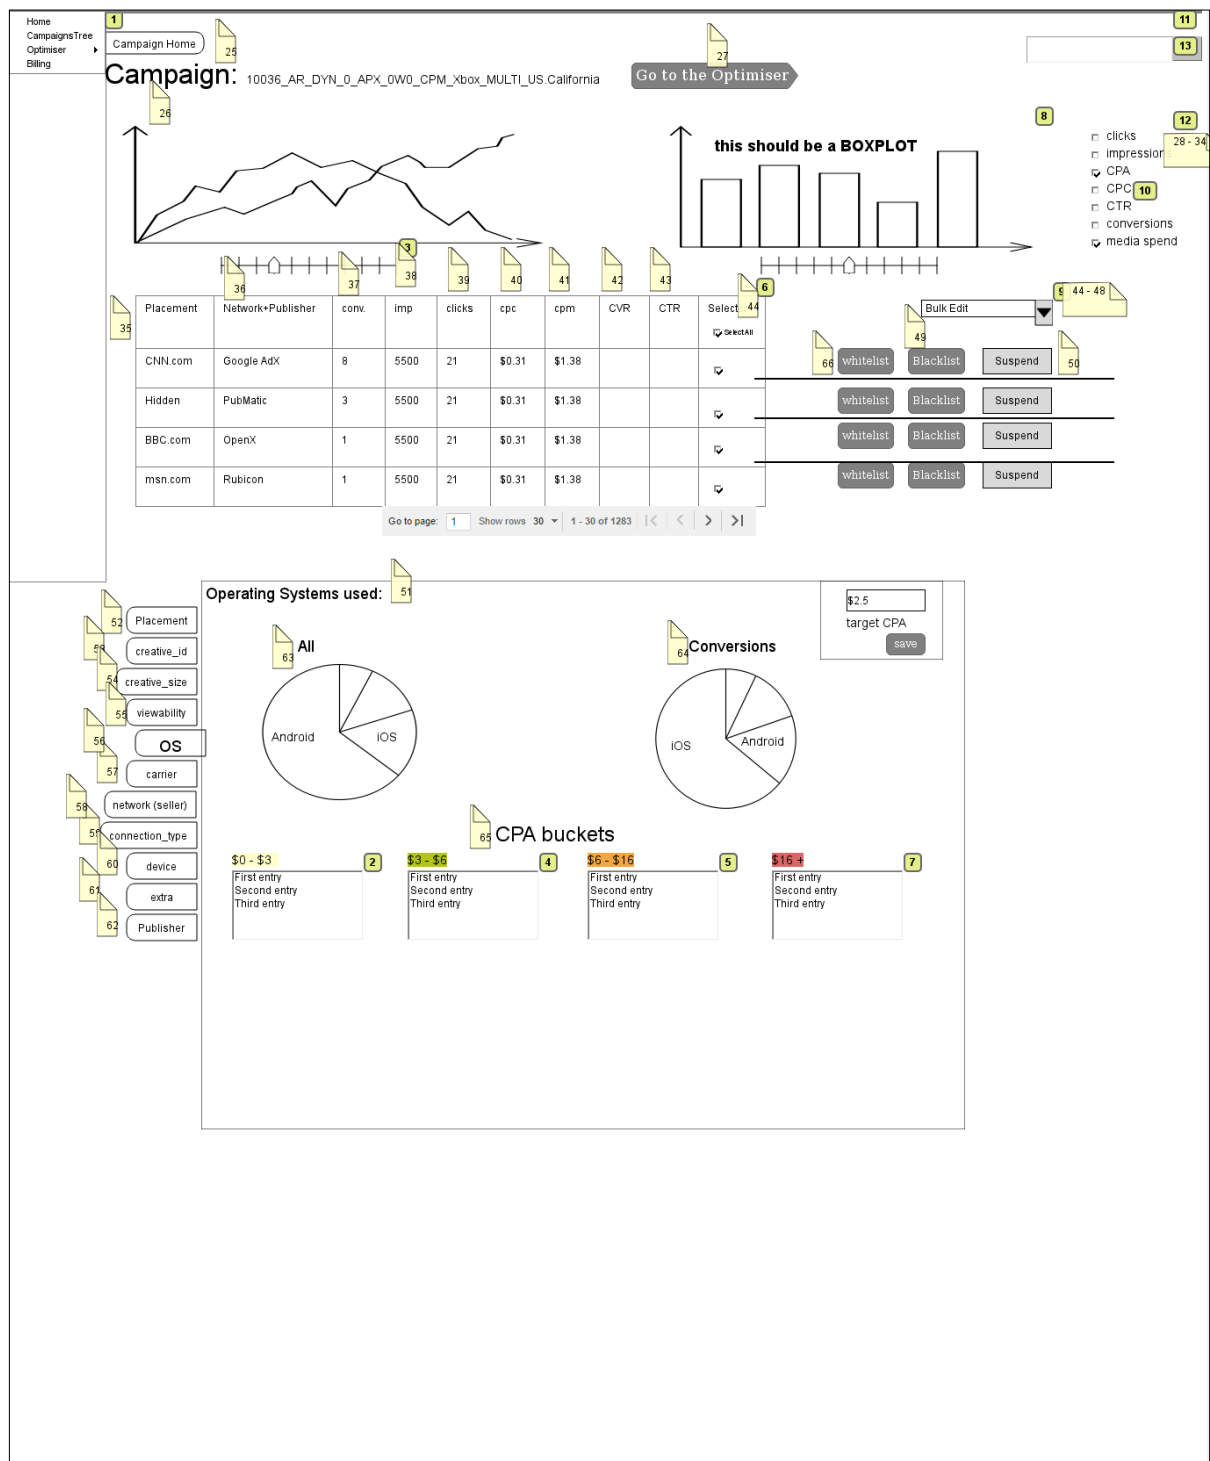 Home
CampaignsTree
Optimiser
Billing
1
11
Campaign Home
25
27
13
Campaign: 10036_AR_DYN_0_APX_0W0_CPM_Xbox_MULTI_US.California
Go to the Optimiser
26
8
12
this should be a BOXPLOT
clicks
impressions
28 - 34
CPA
CPC
10
CTR
conversions
media spend
3
36
37
38
39
40
41
42
43
44
6
9
44 - 48
35
Placement Network+Publisher conv. imp clicks cpc cpm CVR CTR Select
Select All
Bulk Edit
49
CNN.com Google AdX 8 5500 21 $0.31 $1.38
66
whitelist Blacklist Suspend
50
Hidden PubMatic 3 5500 21 $0.31 $1.38
whitelist Blacklist Suspend
BBC.com OpenX 1 5500 21 $0.31 $1.38
whitelist Blacklist Suspend
msn.com Rubicon 1 5500 21 $0.31 $1.38
whitelist Blacklist Suspend
Go to page: 1 Show rows 30 1 - 30 of 1283
Operating Systems used:
51
$2.5
target CPA
save
52
Placement
creative_id
54
creative_size
55
viewability
56
OS
57
carrier
58
network (seller)
connection_type
60
device
61
extra
62
Publisher
63
All
64
Conversions
Android
iOS
iOS
Android
65
CPA buckets
$0 - $3
2
$3 - $6
4
$6 - $16
5
$16 +
7
First entry First entry First entry First entry
Second entry Second entry Second entry Second entry
Third entry Third entry Third entry Third entry